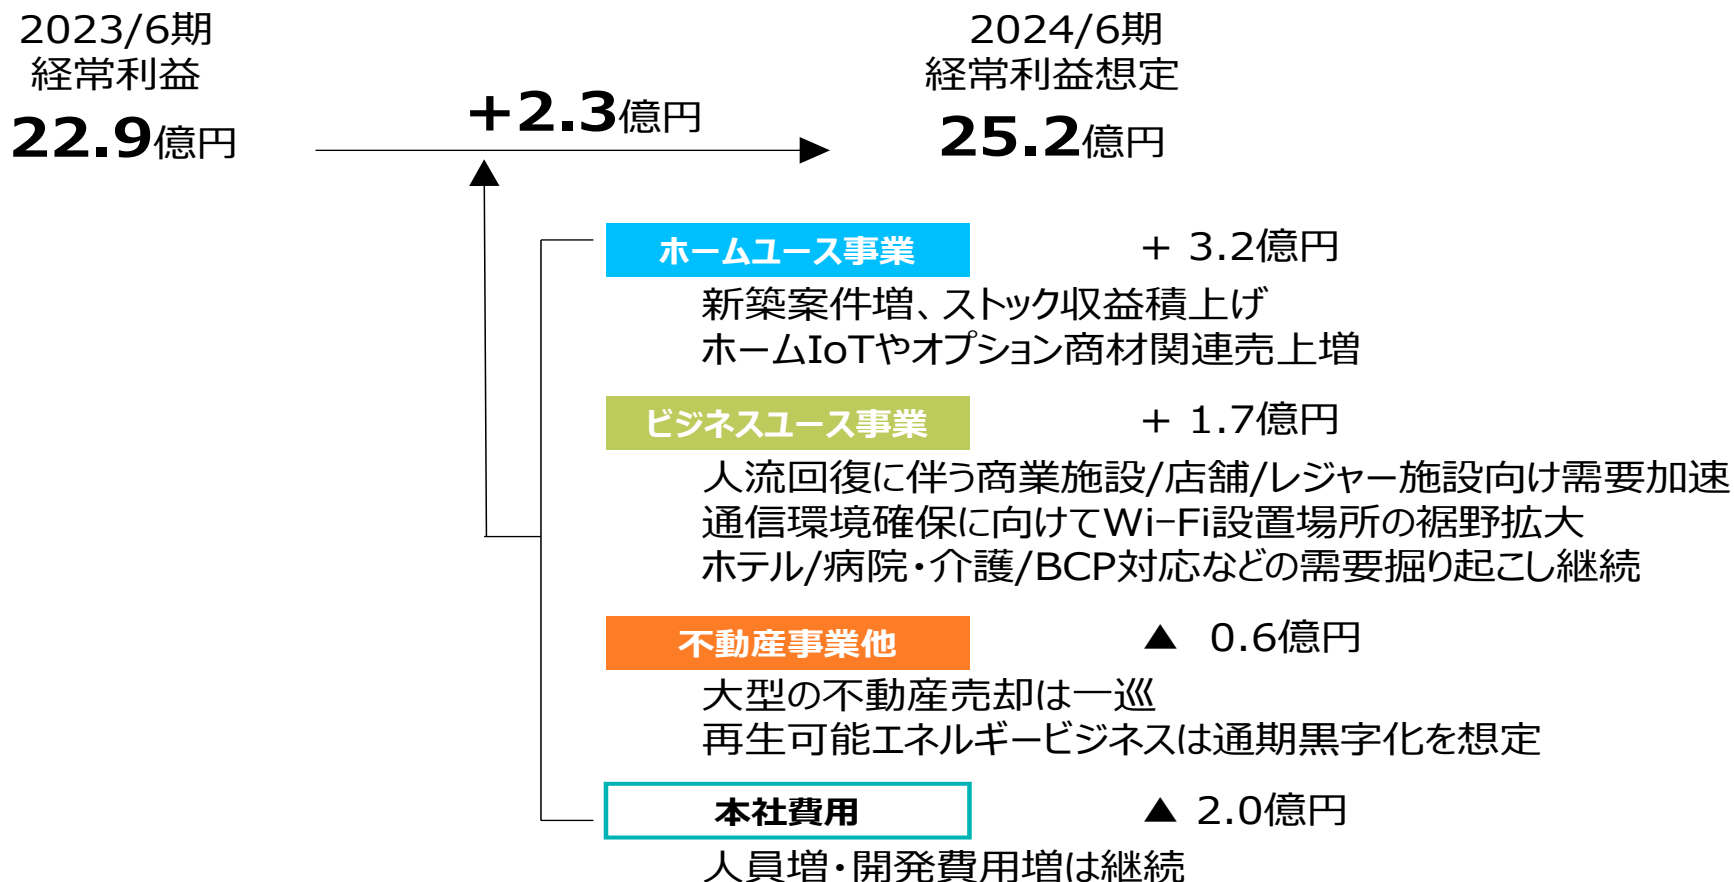 2023/6期
経常利益
22.9億円
+2.3億円
2024/6期
経常利益想定
25.2億円
ホームユース事業
+ 3.2億円
新築案件増、ストック収益積上げ
ホームIoTやオプション商材関連売上増
ビジネスユース事業
+ 1.7億円
人流回復に伴う商業施設/店舗/レジャー施設向け需要加速
通信環境確保に向けてWi-Fi設置場所の裾野拡大
ホテル/病院・介護/BCP対応などの需要掘り起こし継続
不動産事業他
▲ 0.6億円
大型の不動産売却は一巡
再生可能エネルギービジネスは通期黒字化を想定
本社費用
▲ 2.0億円
人員増・開発費用増は継続